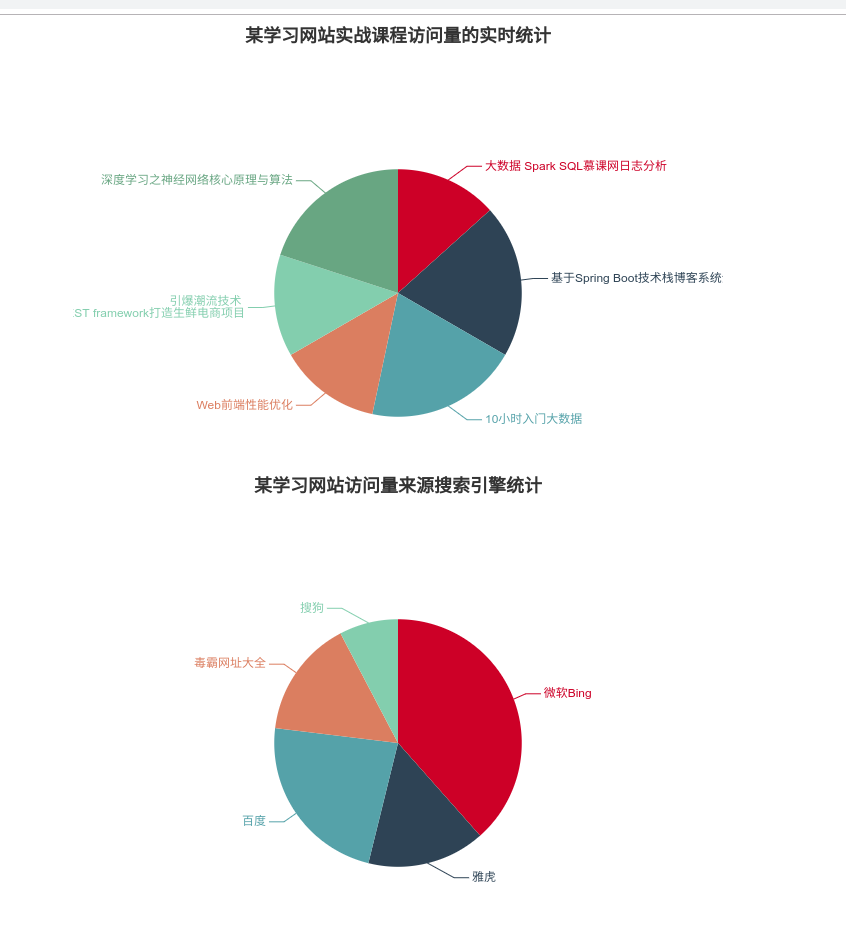 某学习网站实战课程访问量的实时统计
大数据 Spark SQL慕课网日志分析
深度学习之神经网络核心原理与算法
基于Spring Boot技术栈博客系统
引爆潮流技术
ST framework打造生鲜电商项目
Web前端性能优化
10小时入门大数据
某学习网站访问量来源搜索引擎统计
搜狗
毒霸网址大全
微软Bing
百度
雅虎